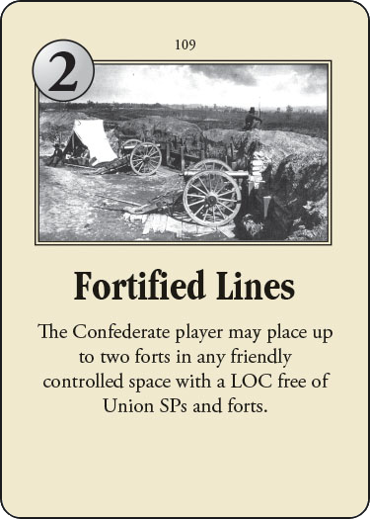 109
2
Fortified Lines
The Confederate player may place up
to two forts in any friendly
controlled space with a LOC free of
Union SPs and forts.